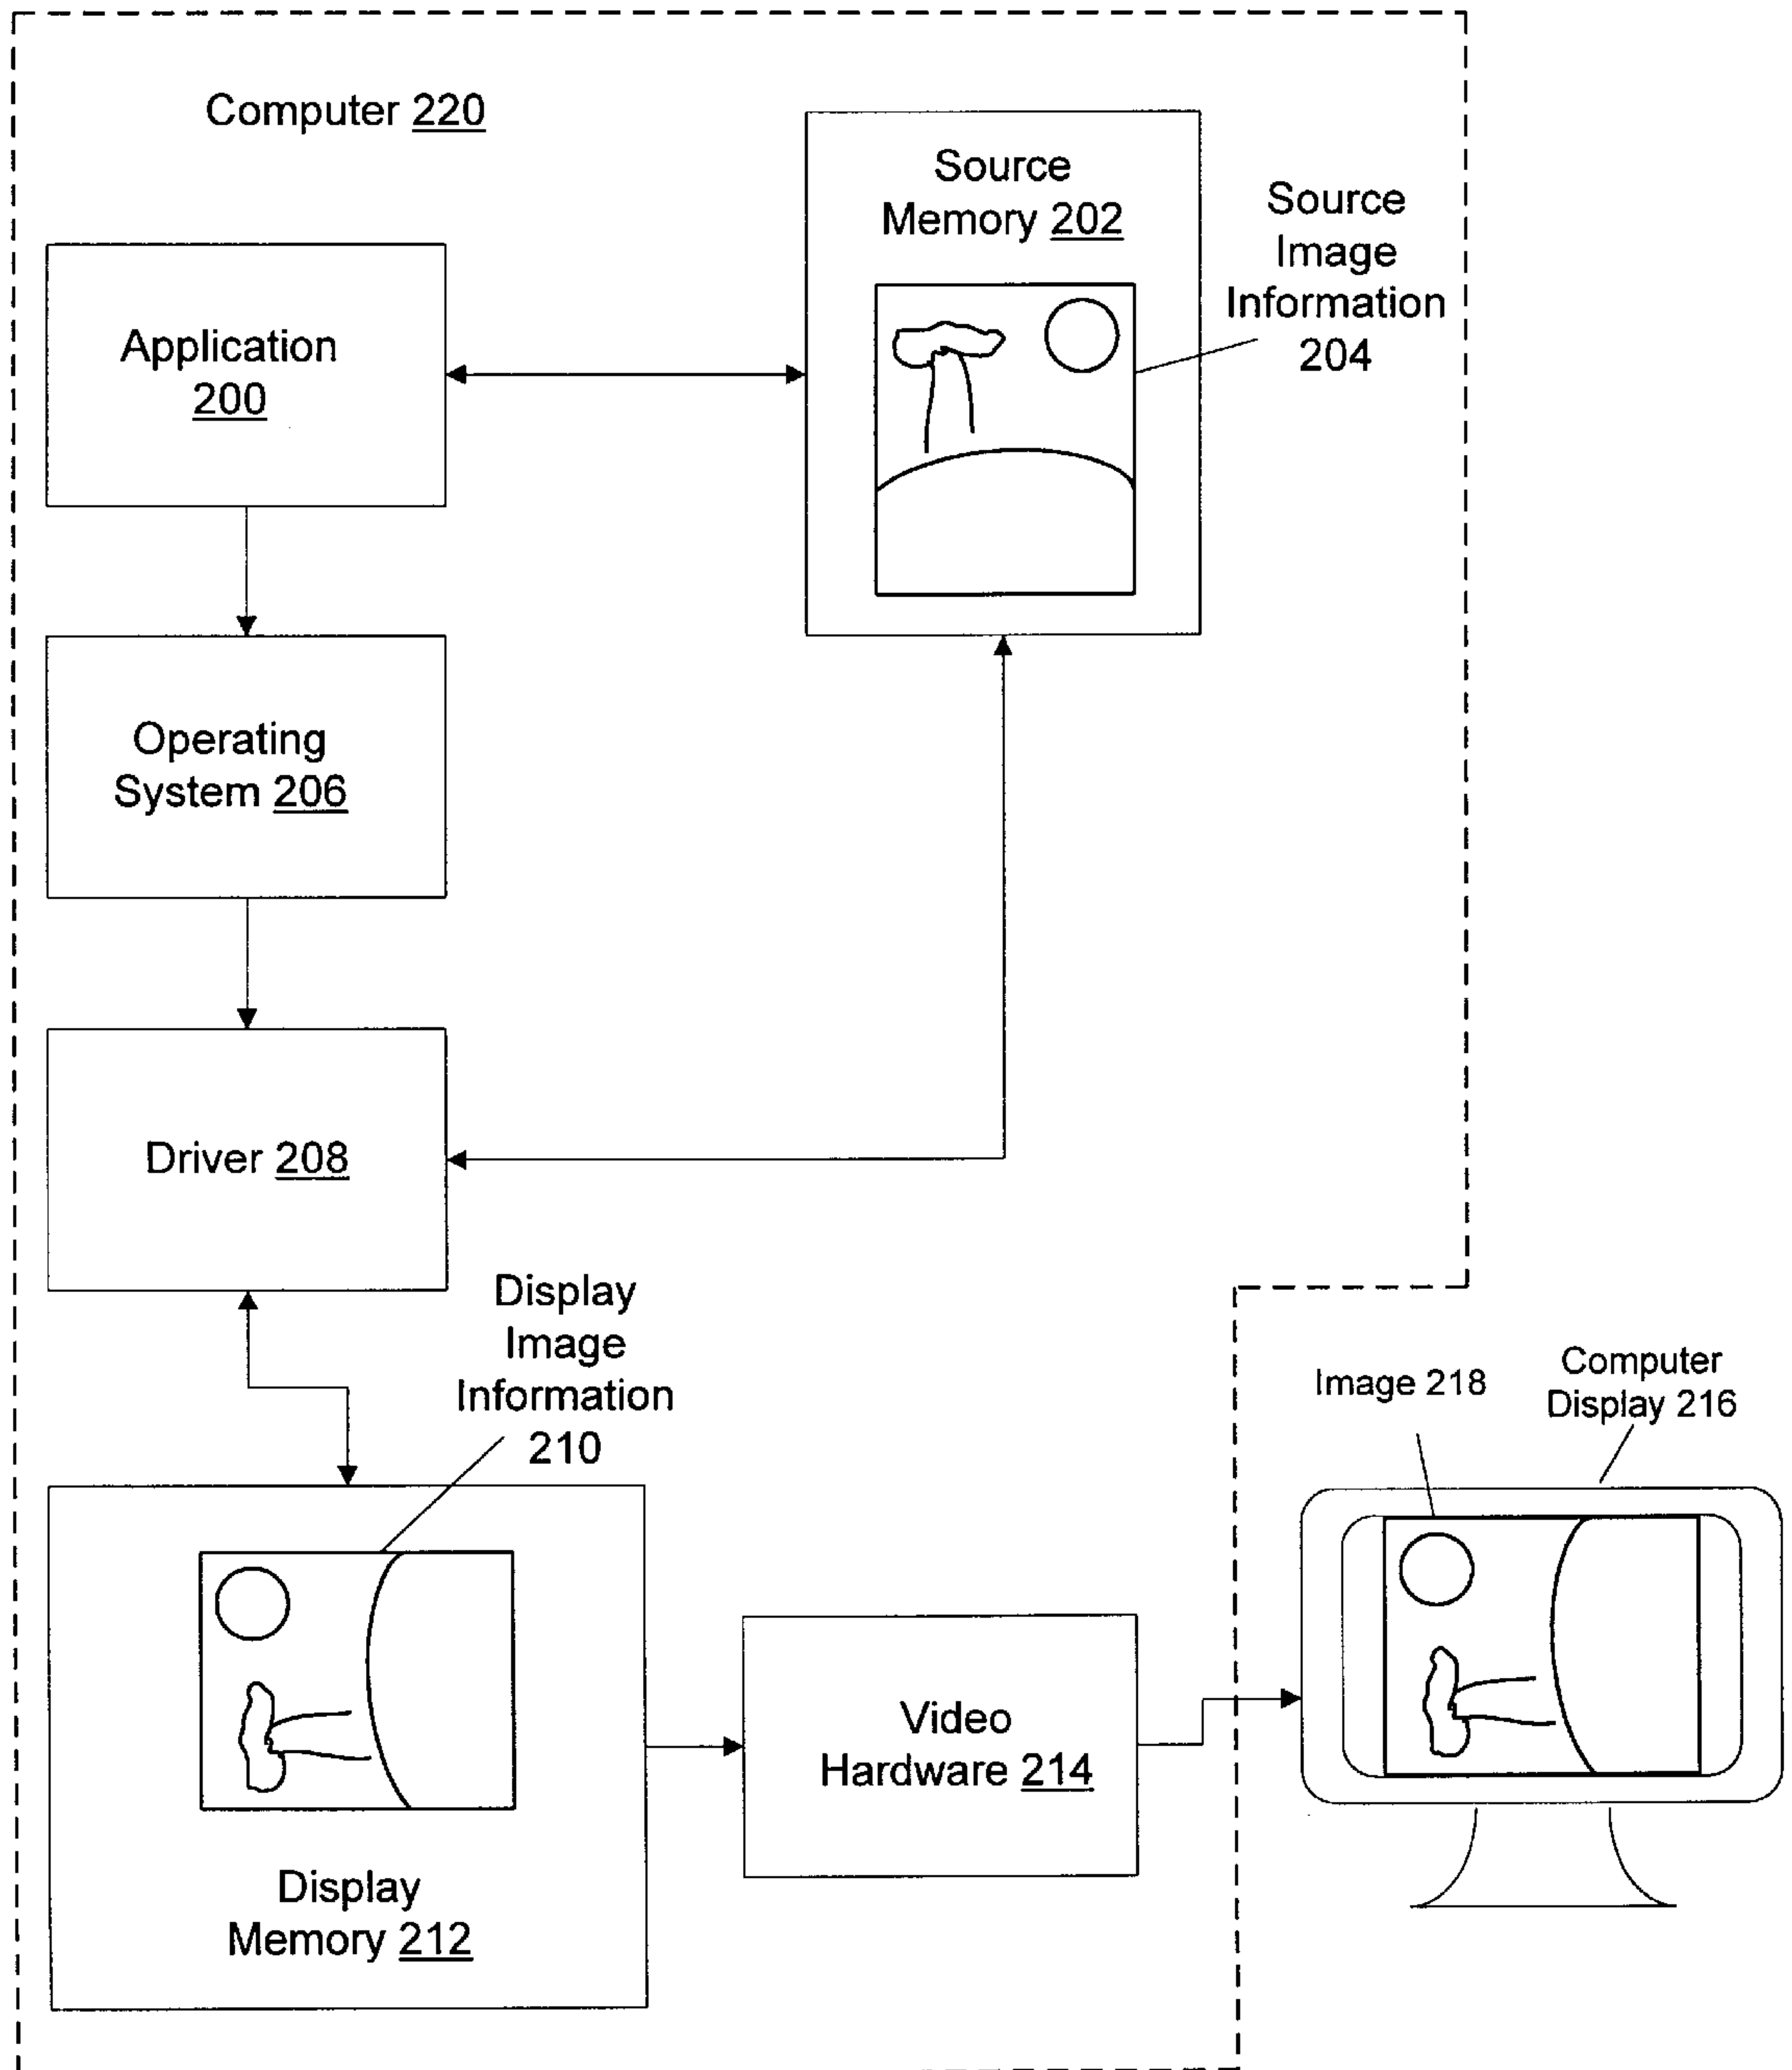 Computer 220
Source
Memory 202
Source
Image
Information
204
Application
200
Operating
System 206
Driver 208
Display
Image
Information
210
Image 218
Computer
Display 216
Video
Hardware 214
Display
Memory 212